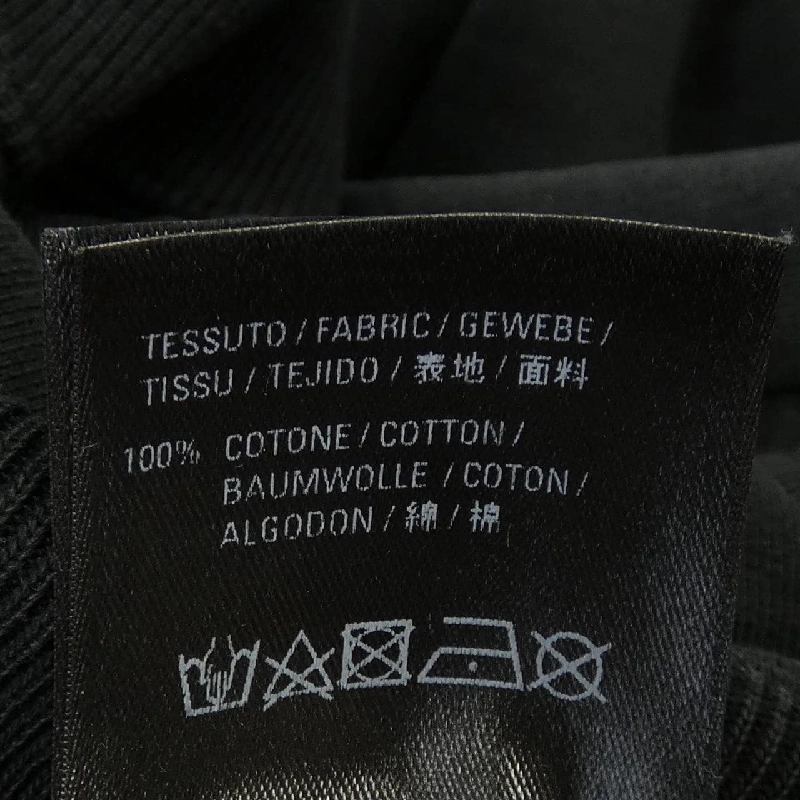 TESSUTO / FABRIC / GEWEBE /
TISSU / TEJIDO / 表地 / 面料
100% COTONE / COTTON /
BAUMWOLLE / COTON /
ALGODON / 綿 / 棉